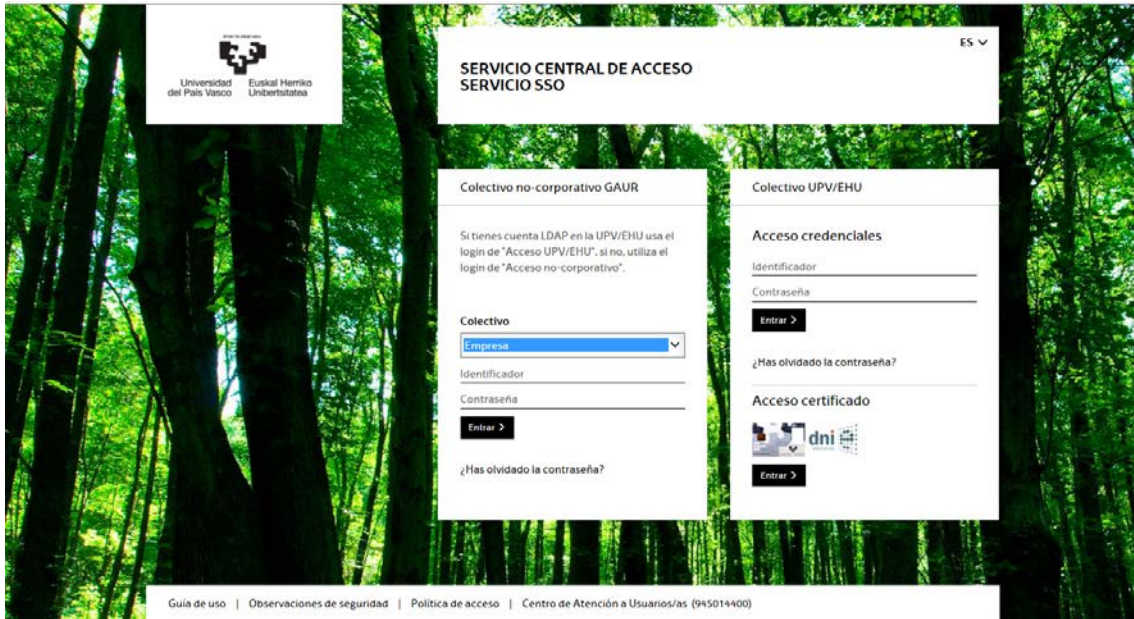 Universidad
del País Vasco
Euskal Herriko
Unibertsitatea
ES
SERVICIO CENTRAL DE ACCESO
SERVICIO SSO
Colectivo no-corporativo GAUR
Si tienes cuenta LDAP en la UPV/EHU usa el
login de "Acceso UPV/EHU", si no, utiliza el
login de "Acceso no-corporativo".
Colectivo
Empresa
Identificador
Contraseña
Entrar >
¿Has olvidado la contraseña?
Colectivo UPV/EHU
Acceso credenciales
Identificador
Contraseña
Entrar >
¿Has olvidado la contraseña?
Acceso certificado
dni e
Entrar >
Guía de uso | Observaciones de seguridad | Política de acceso | Centro de Atención a Usuarios/as (945014400)